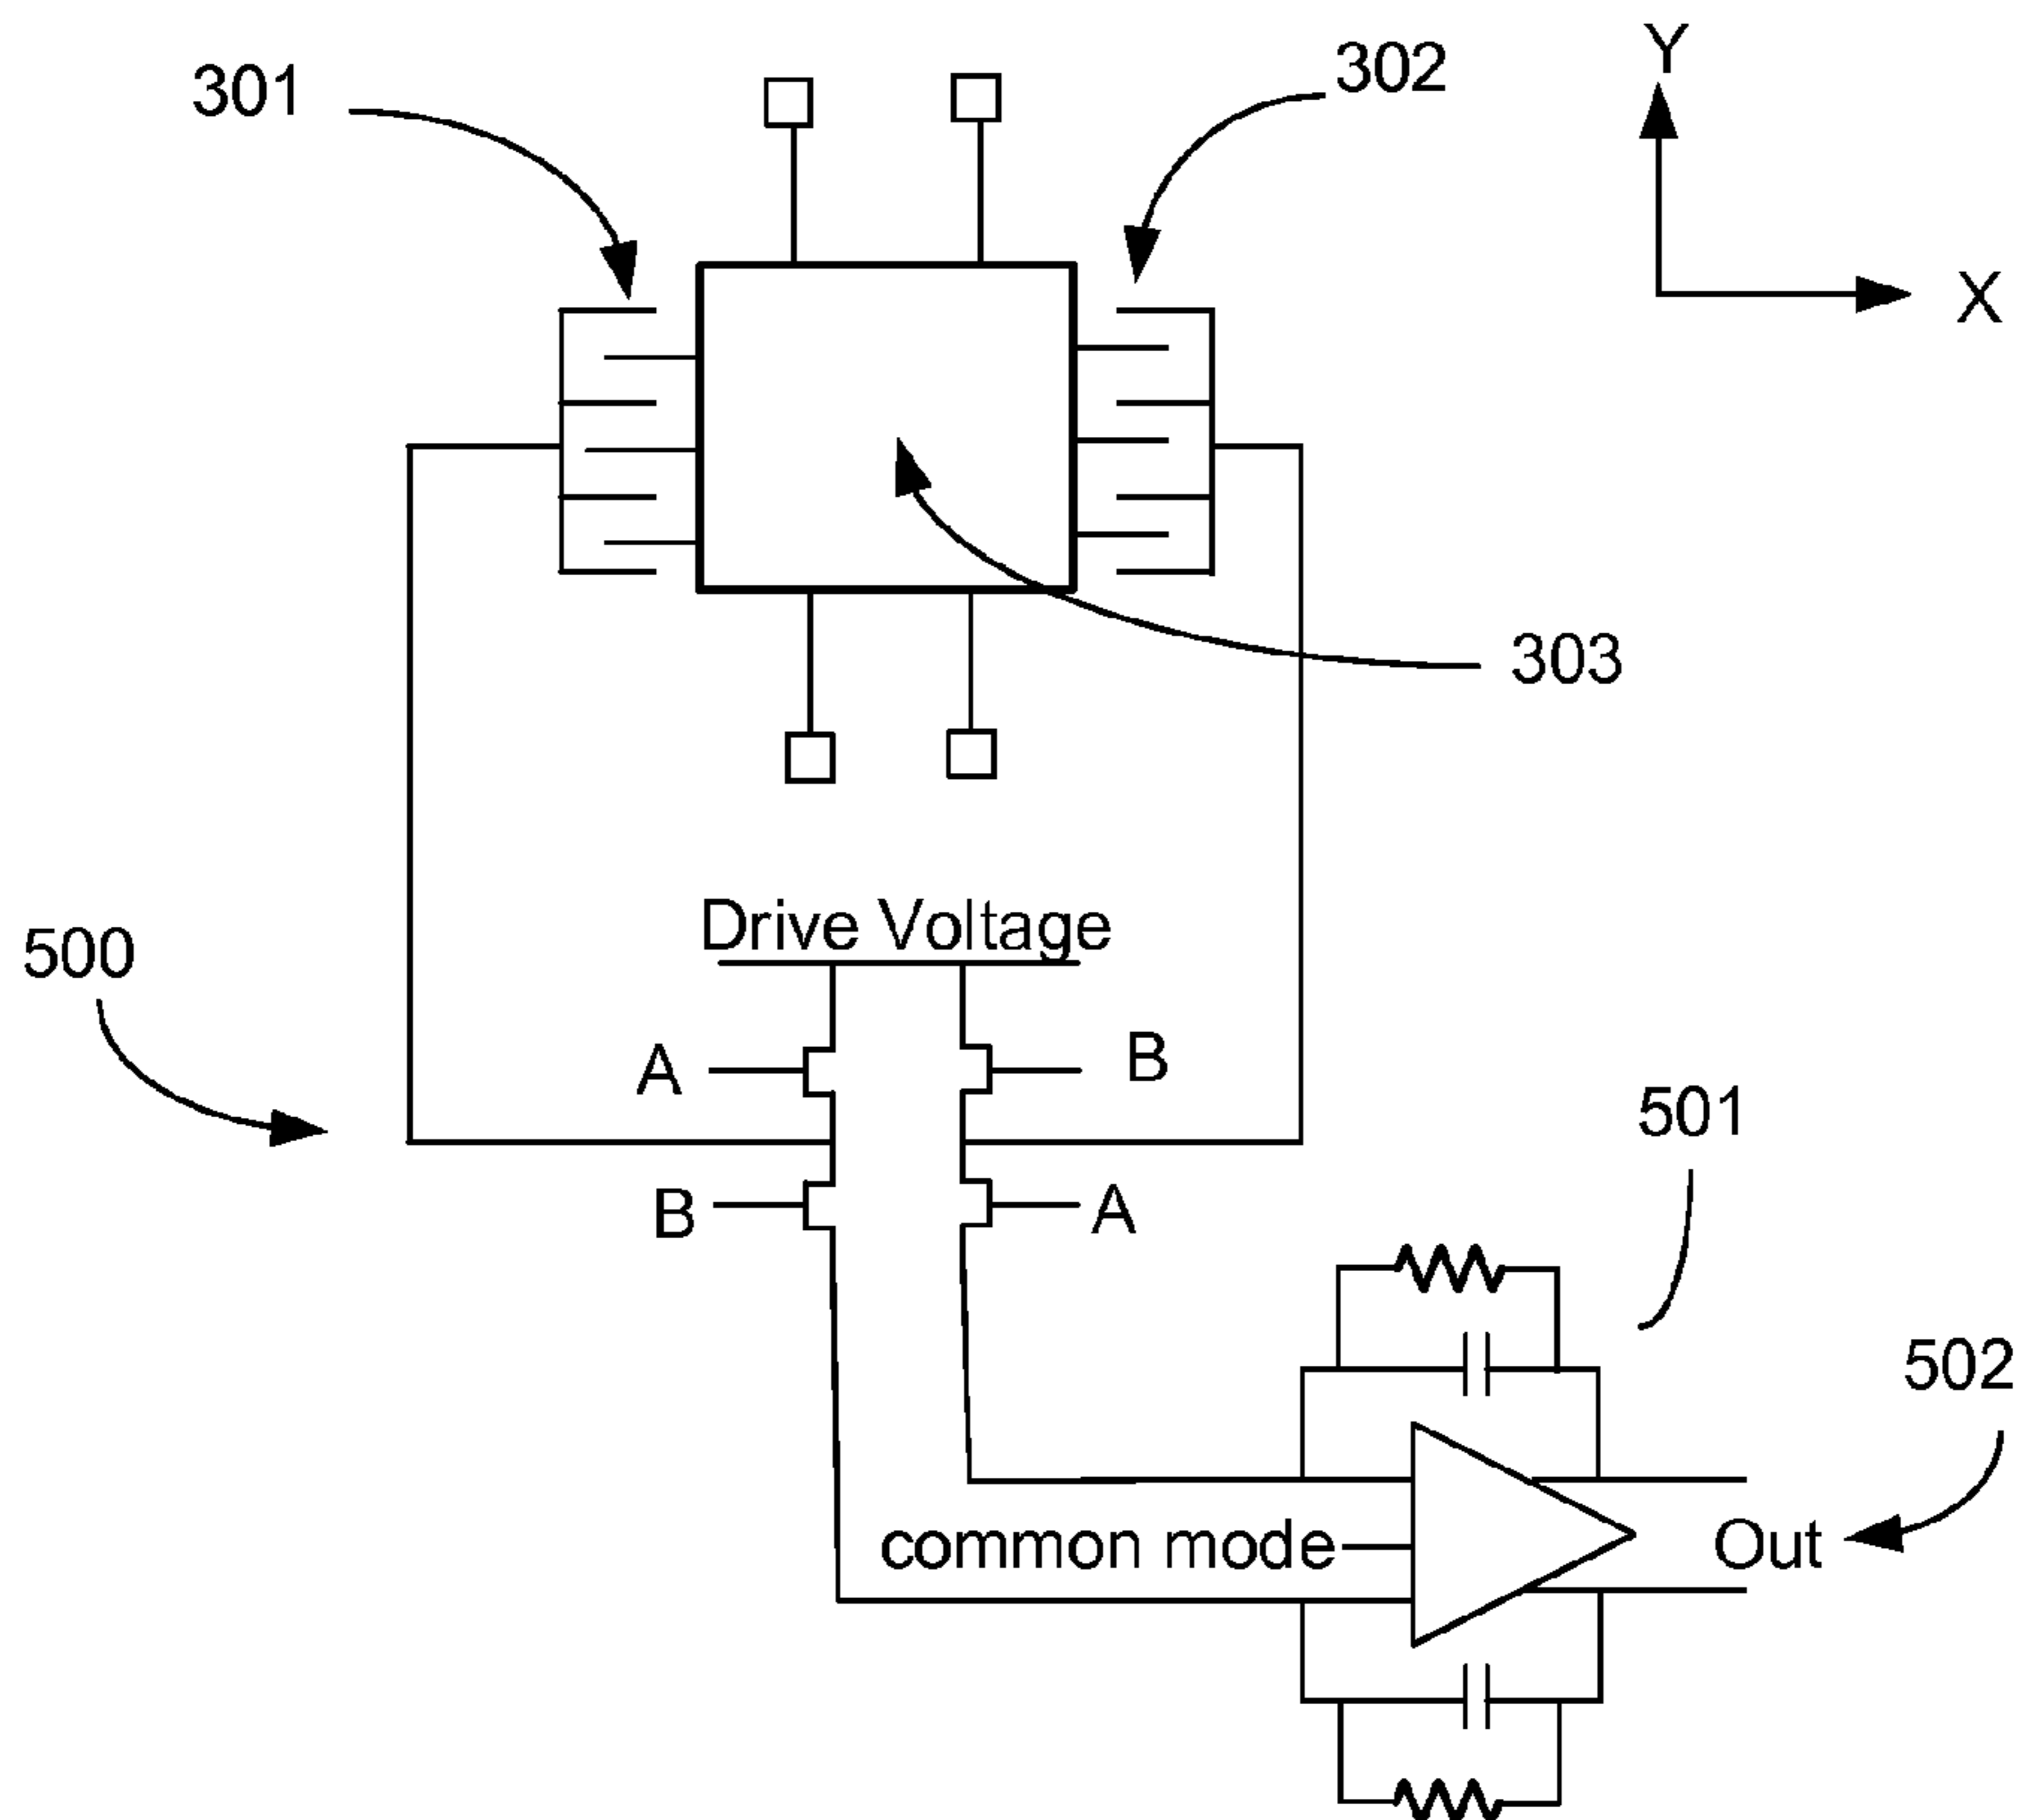 301
302
Y
X
303
Drive Voltage
500
A
B
501
B
A
502
common mode
Out